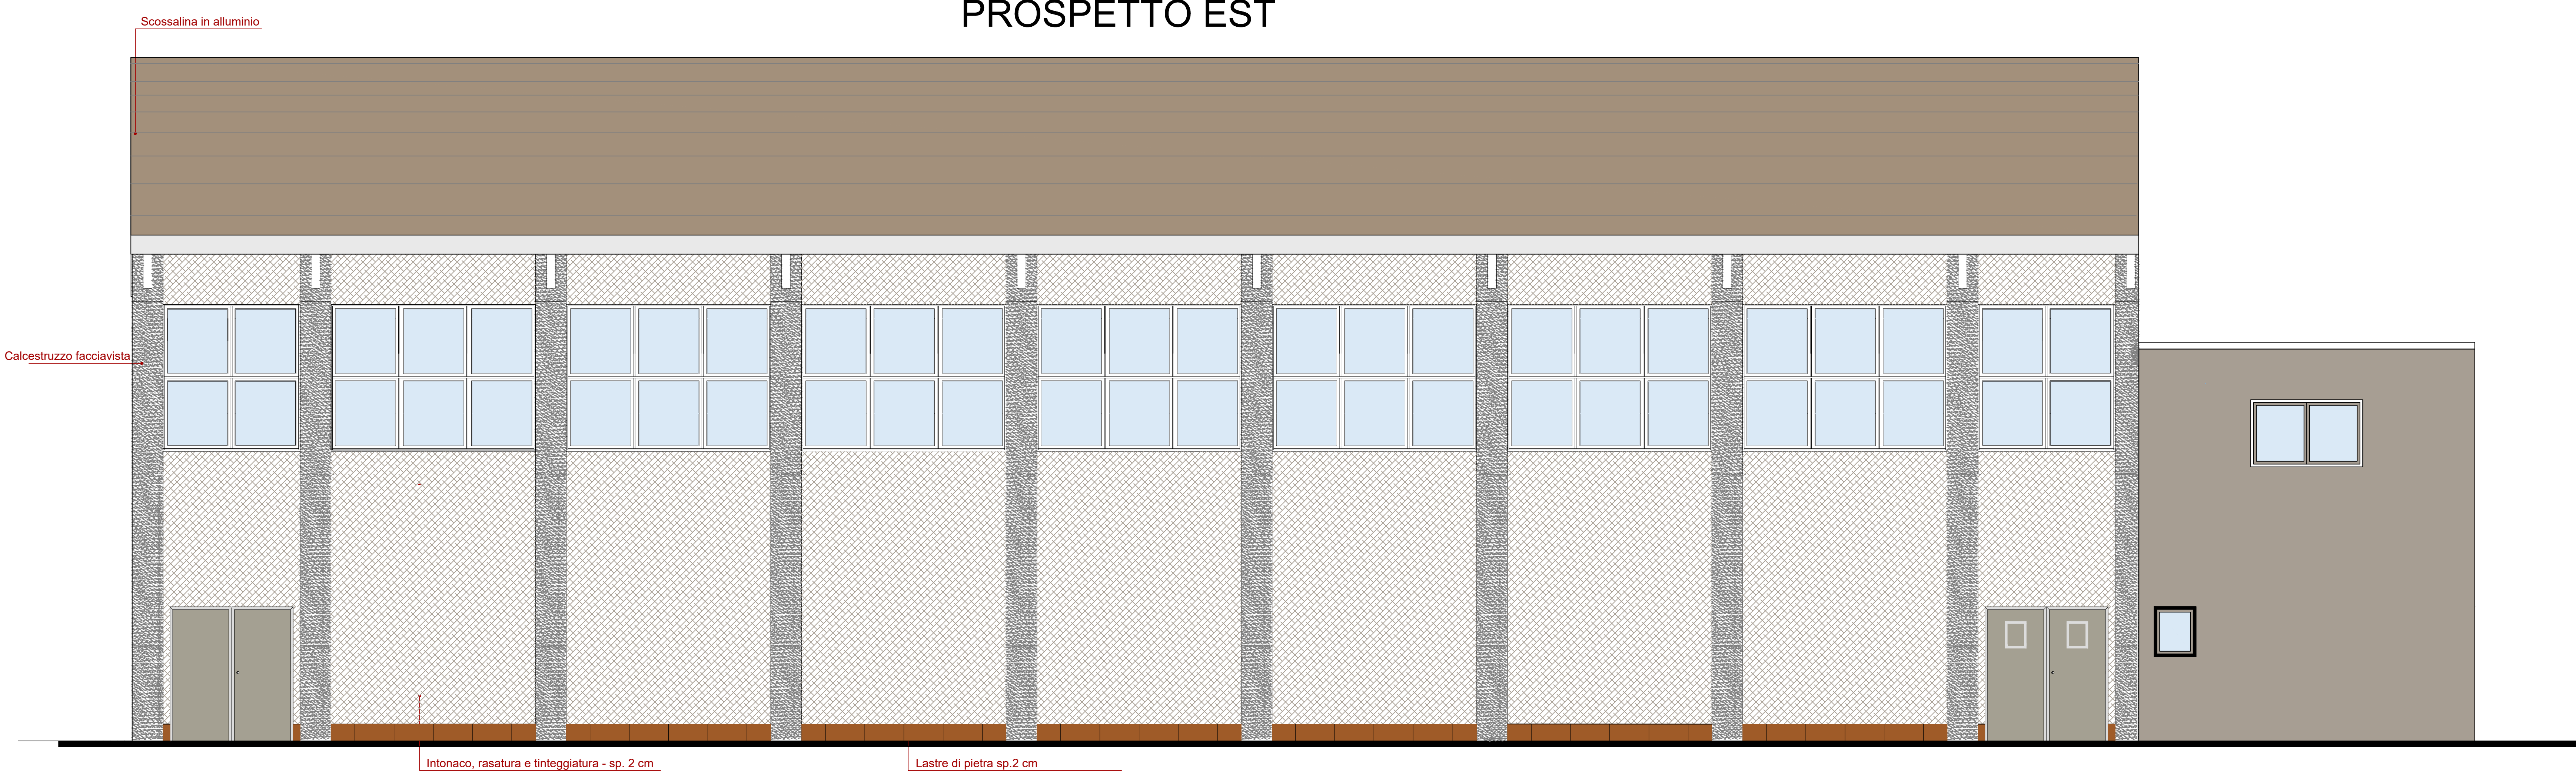 PROSPETTO EST
Scossalina in alluminio
Calcestruzzo facciavista
Intonaco, rasatura e tinteggiatura - sp. 2 cm
Lastre di pietra sp.2 cm